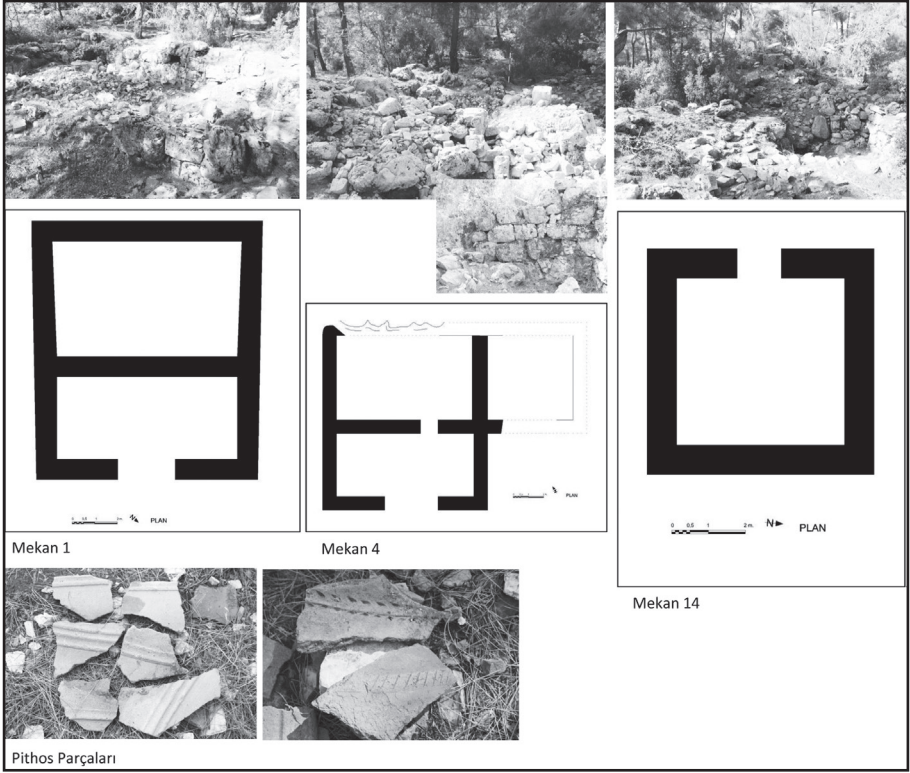 PLAN
Mekan 1
PLAN
Mekan 4
0 0,5 1 2 m. N PLAN
Mekan 14
Pithos Parçaları